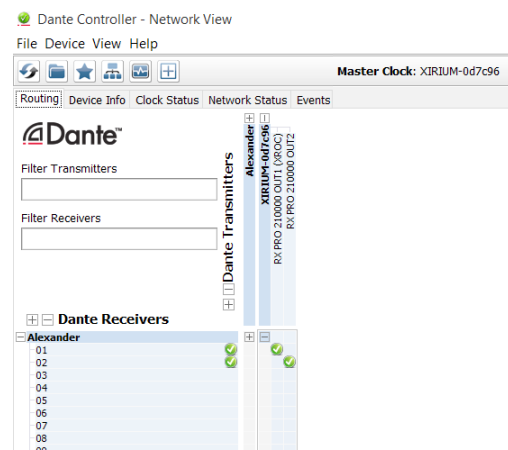 Dante Controller - Network View
File Device View Help
Master Clock: XIRIUM-0d7c96
Routing Device Info Clock Status Network Status Events
Dante™
Filter Transmitters
Filter Receivers
Dante Transmitters
Alexander
XIRIUM-0d7c96
RX PRO 210000 OUT1 (XROC)
RX PRO 210000 OUT2
Dante Receivers
Alexander
01
02
03
04
05
06
07
08